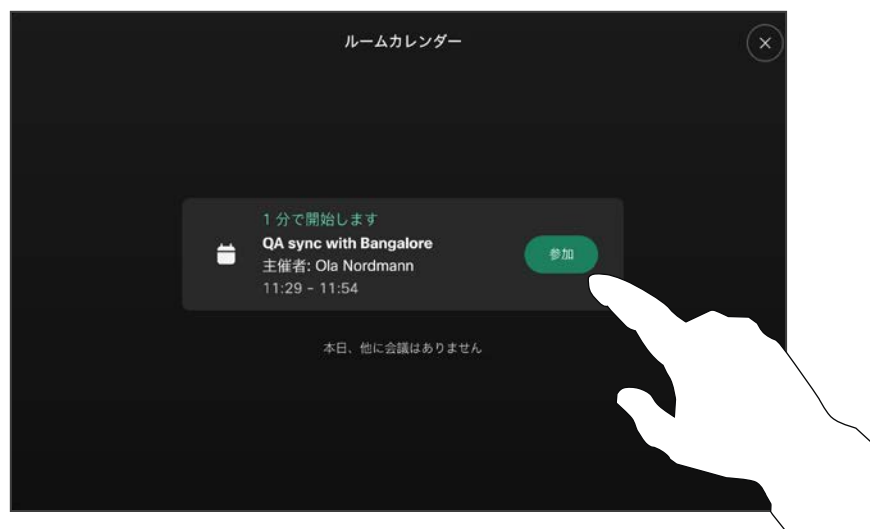 ルームカレンダー
1 分で開始します
QA sync with Bangalore
主催者: Ola Nordmann
11:29 - 11:54
参加
本日、他に会議はありません